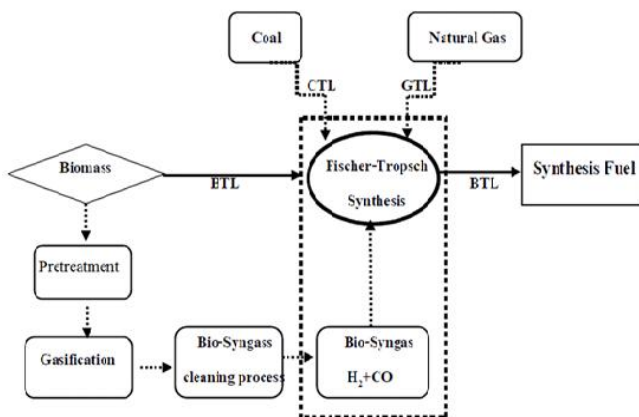 Coal
Natural Gas
CTL
GTL
Biomass
BTL
Fischer-Tropsch
Synthesis
BTL
Synthesis Fuel
Pretreatment
Gasification
Bio-Syngass
cleaning process
Bio-Syngas
H₂+CO